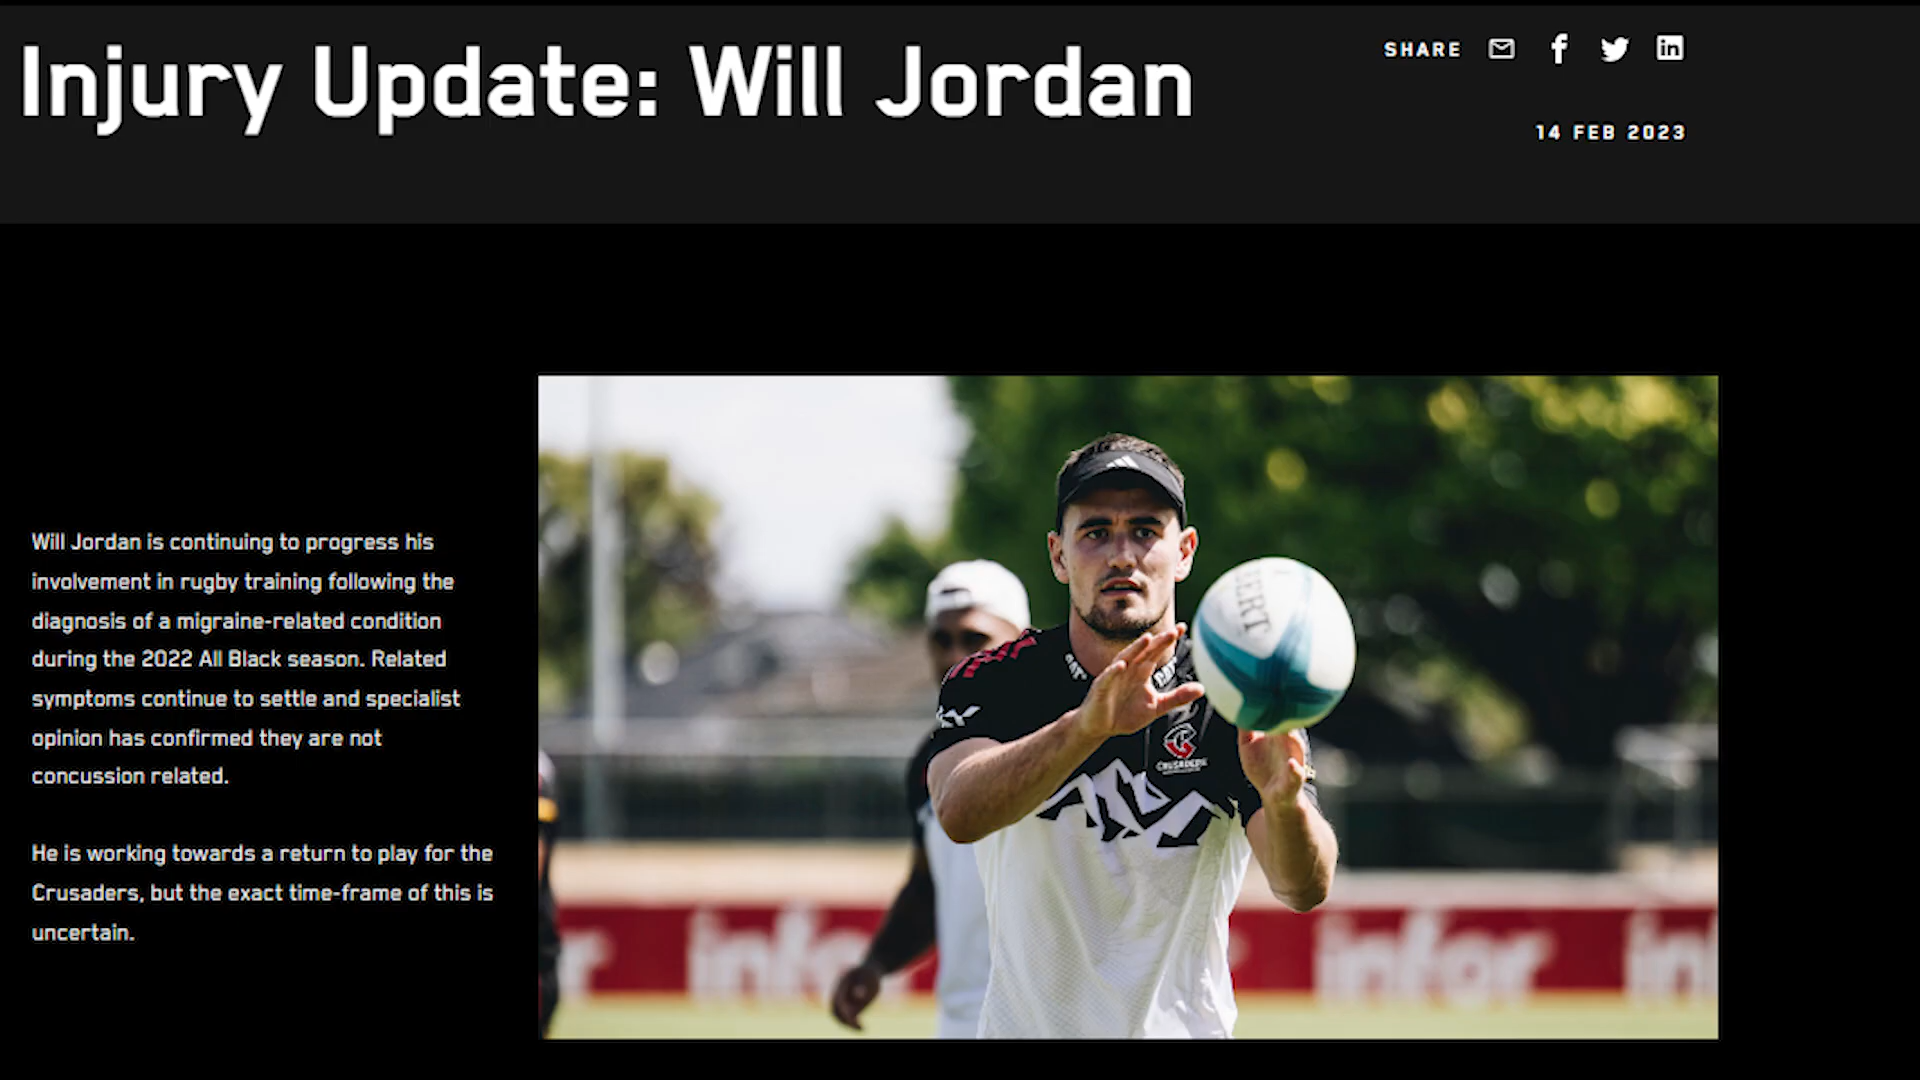 Injury Update: Will Jordan
SHARE
14 FEB 2023
Will Jordan is continuing to progress his
involvement in rugby training following the
diagnosis of a migraine-related condition
during the 2022 All Black season. Related
symptoms continue to settle and specialist
opinion has confirmed they are not
concussion related.
He is working towards a return to play for the
Crusaders, but the exact time-frame of this is
uncertain.
CRUSADERS
infor
infor